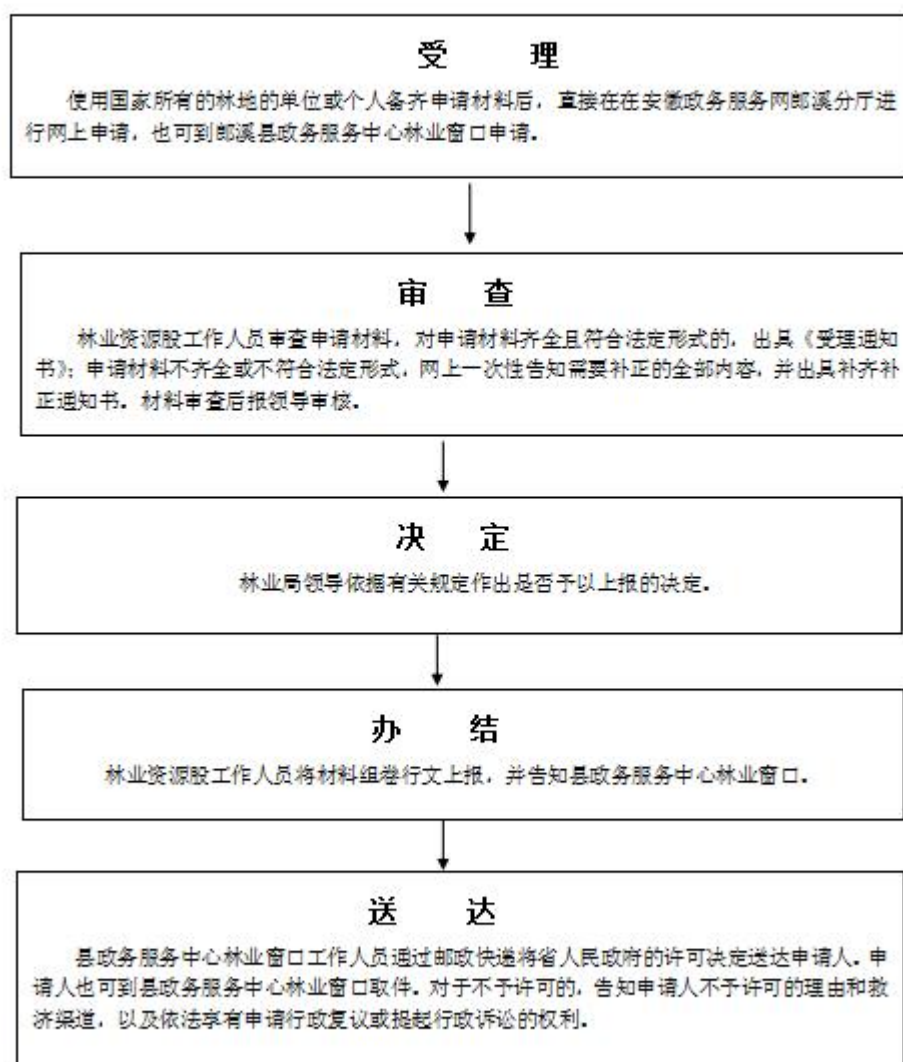 受 理
使用国家所有的林地的单位或个人备齐申请材料后，直接在在安徽政务服务网郎溪分厅进
行网上申请，也可到郎溪县政务服务中心林业窗口申请。
审 查
林业资源股工作人员审查申请材料，对申请材料齐全且符合法定形式的，出具《受理通知
书》；申请材料不齐全或不符合法定形式，网上一次性告知需要补正的全部内容，并出具补齐补
正通知书。材料审查后报领导审核。
决 定
林业局领导依据有关规定作出是否予以上报的决定。
办 结
林业资源股工作人员将材料组卷行文上报，并告知县政务服务中心林业窗口。
送 达
县政务服务中心林业窗口工作人员通过邮政快递将省人民政府的许可决定送达申请人。申
请人也可到县政务服务中心林业窗口取件。对于不予许可的，告知申请人不予许可的理由和救
济渠道，以及依法享有申请行政复议或提起行政诉讼的权利。